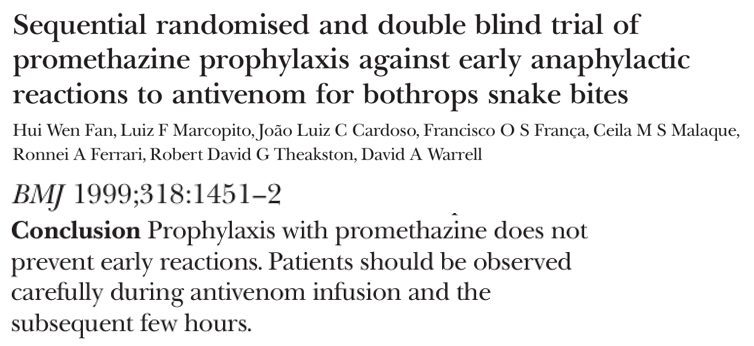 Sequential randomised and double blind trial of
promethazine prophylaxis against early anaphylactic
reactions to antivenom for bothrops snake bites
Hui Wen Fan, Luiz F Marcopito, João Luiz C Cardoso, Francisco O S França, Ceila M S Malaque,
Ronnei A Ferrari, Robert David G Theakston, David A Warrell
BMJ 1999;318:1451–2
Conclusion Prophylaxis with promethazine does not
prevent early reactions. Patients should be observed
carefully during antivenom infusion and the
subsequent few hours.